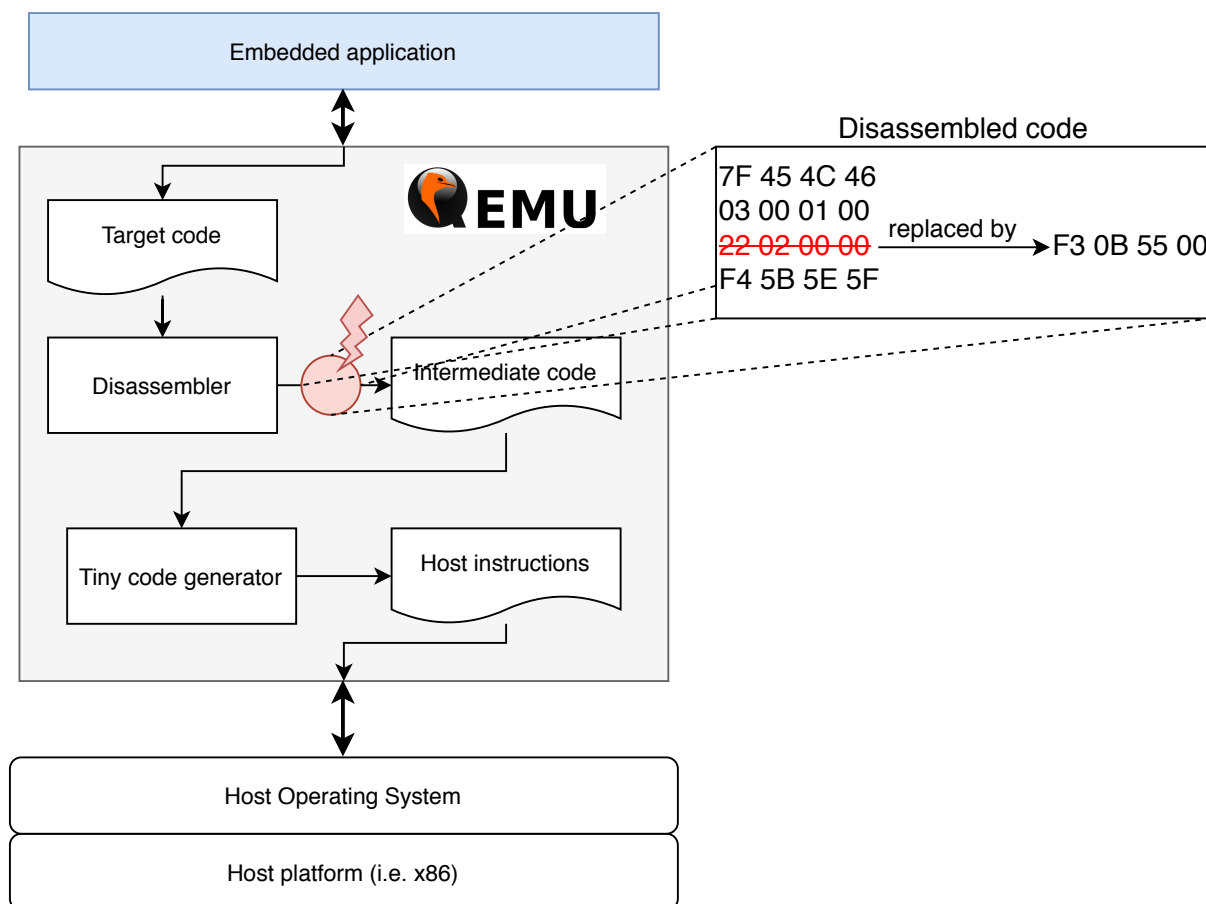 Embedded application
Disassembled code
QEMU
7F 45 4C 46
03 00 01 00
22 02 00 00
replaced by
F3 0B 55 00
F4 5B 5E 5F
Target code
Disassembler
Intermediate code
Tiny code generator
Host instructions
Host Operating System
Host platform (i.e. x86)